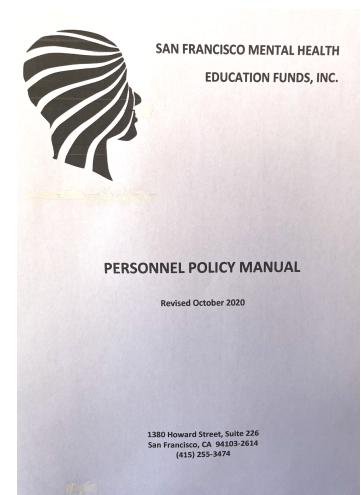 SAN FRANCISCO MENTAL HEALTH
EDUCATION FUNDS, INC.
PERSONNEL POLICY MANUAL
Revised October 2020
1380 Howard Street, Suite 226
San Francisco, CA 94103-2614
(415) 255-3474